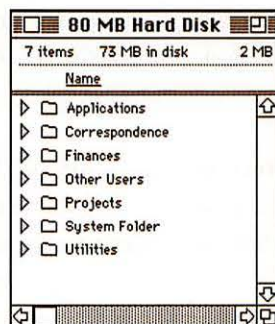 80 MB Hard Disk
7 items 73 MB in disk 2 MB
Name
Applications
Correspondence
Finances
Other Users
Projects
System Folder
Utilities